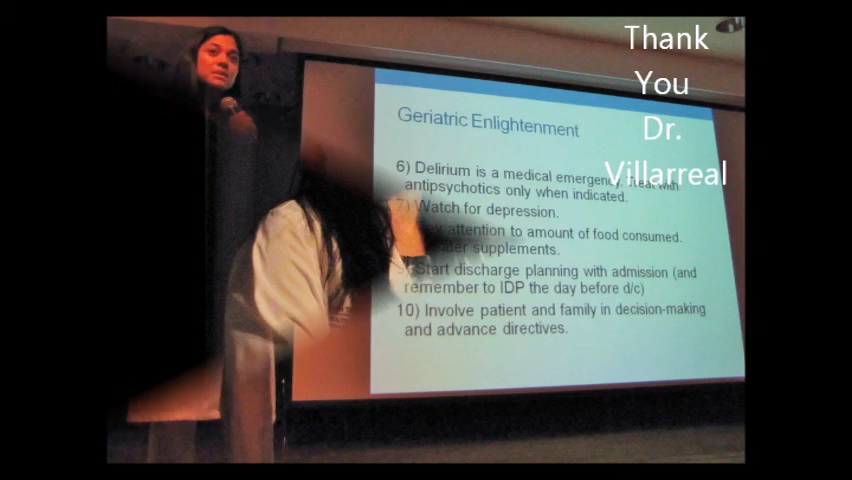 Thank
You
Dr.
Villarreal
Geriatric Enlightenment
6) Delirium is a medical emergency. Treat with
antipsychotics only when indicated.
7) Watch for depression.
attention to amount of food consumed.
supplements.
Start discharge planning with admission (and
remember to IDP the day before d/c)
10) Involve patient and family in decision-making
and advance directives.